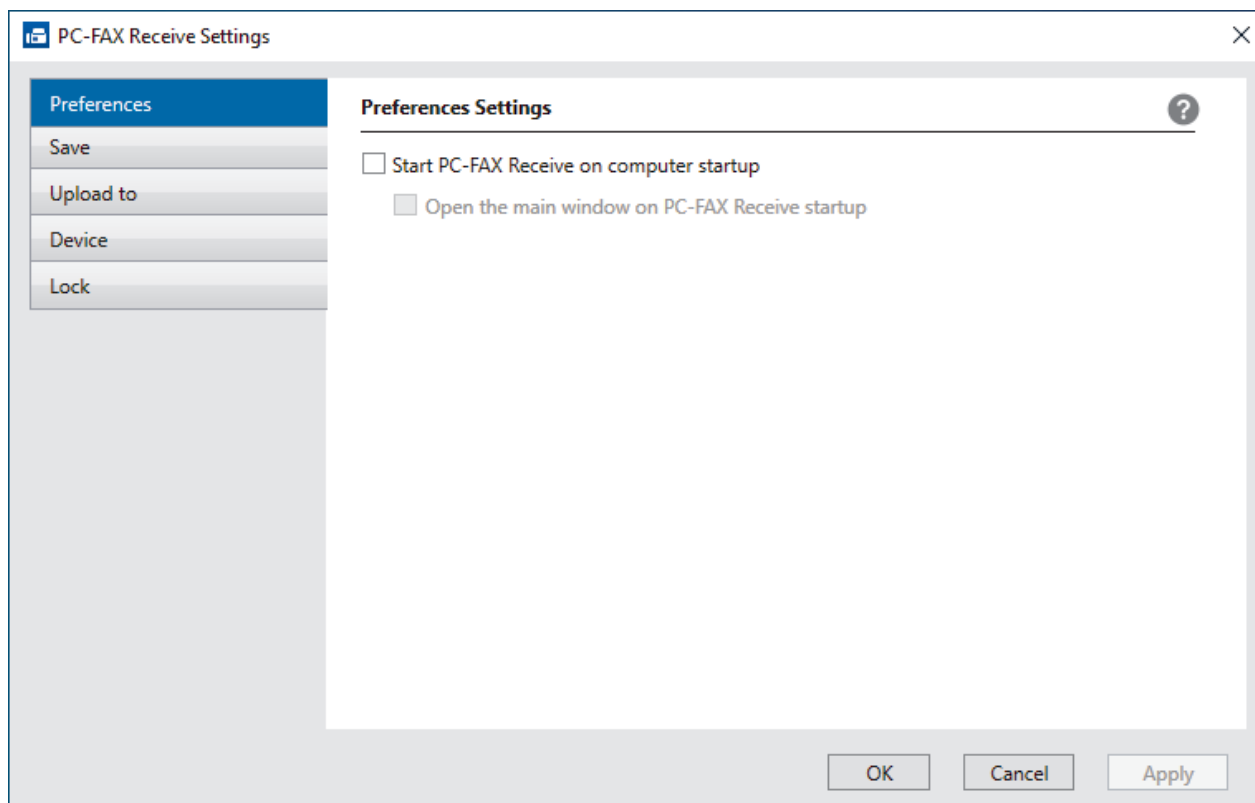 PC-FAX Receive Settings
Preferences
Save
Upload to
Device
Lock
Preferences Settings
?
Start PC-FAX Receive on computer startup
Open the main window on PC-FAX Receive startup
OK
Cancel
Apply